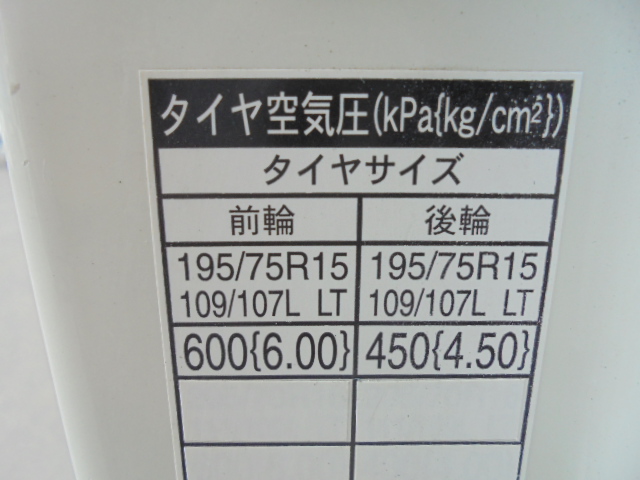 タイヤ空気圧(kPa{kg/cm²})
タイヤサイズ
前輪 後輪
195/75R15 195/75R15
109/107L LT 109/107L LT
600{6.00} 450{4.50}